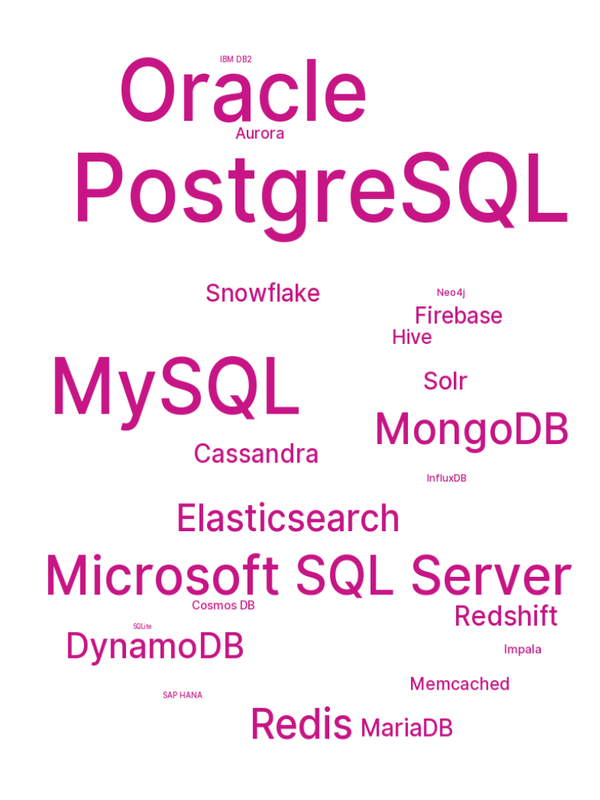 IBM DB2
Oracle
Aurora
PostgreSQL
Snowflake
Neo4j
Firebase
Hive
MySQL
Solr
MongoDB
Cassandra
InfluxDB
Elasticsearch
Microsoft SQL Server
Cosmos DB
Redshift
SQLite
DynamoDB
Impala
Memcached
SAP HANA
Redis
MariaDB